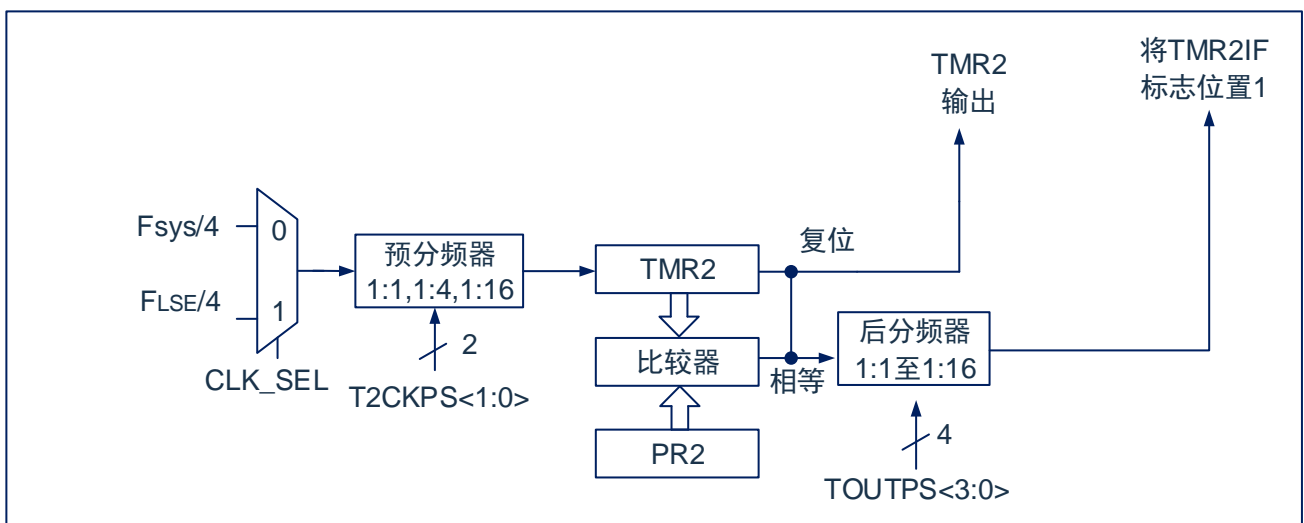 TMR2
输出
将TMR2IF
标志位置1
Fsys/4
0
FLSE/4
1
CLK_SEL
预分频器
1:1,1:4,1:16
2
T2CKPS<1:0>
TMR2
复位
比较器
相等
PR2
后分频器
1:1至1:16
4
TOUTPS<3:0>